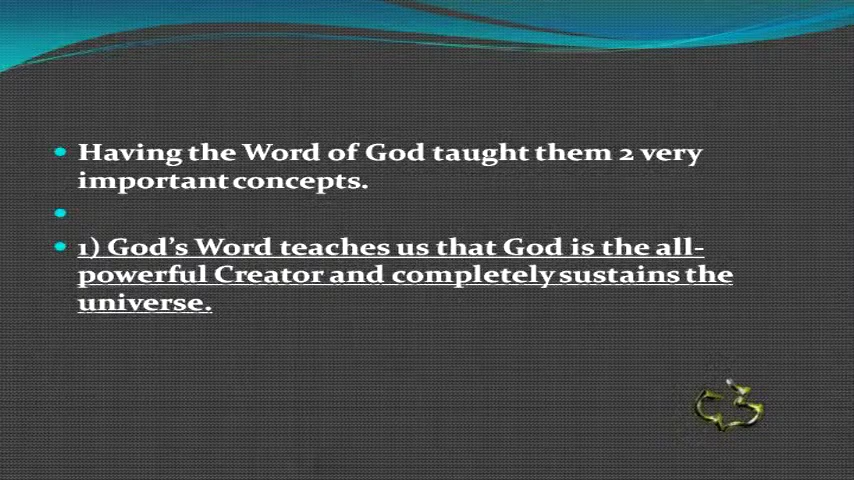 Having the Word of God taught them 2 very
important concepts.
1) God's Word teaches us that God is the all-
powerful Creator and completely sustains the
universe.